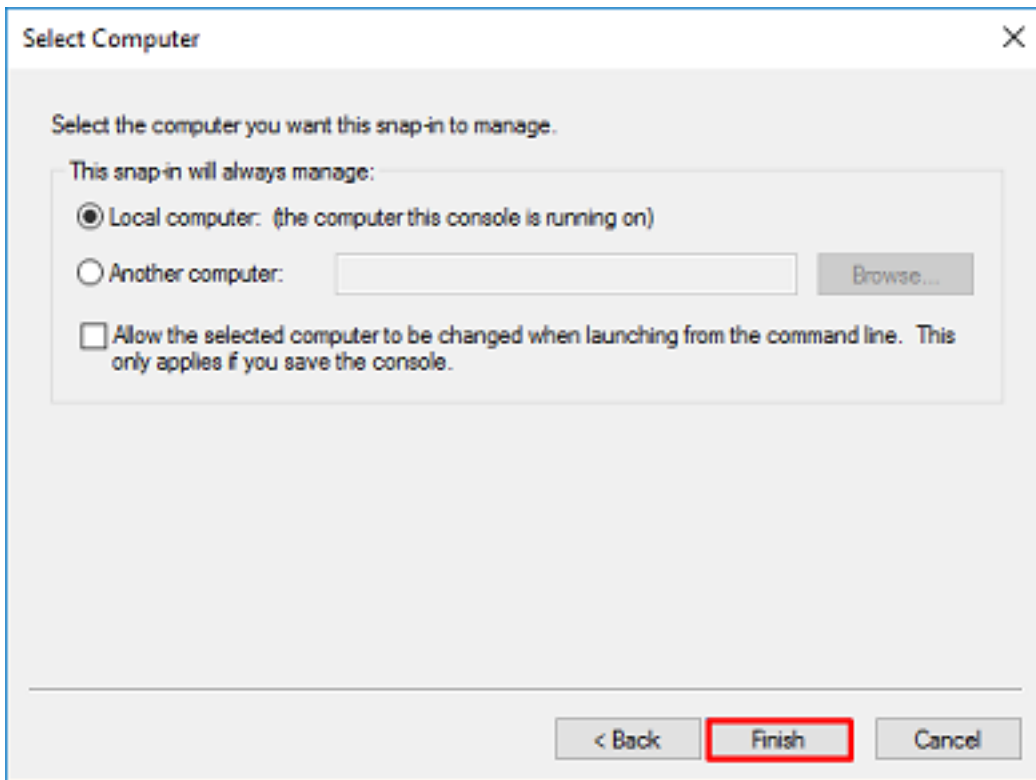 Select Computer
Select the computer you want this snap-in to manage.
This snap-in will always manage:
Local computer: (the computer this console is running on)
Another computer:
Browse...
Allow the selected computer to be changed when launching from the command line. This
only applies if you save the console.
< Back
Finish
Cancel